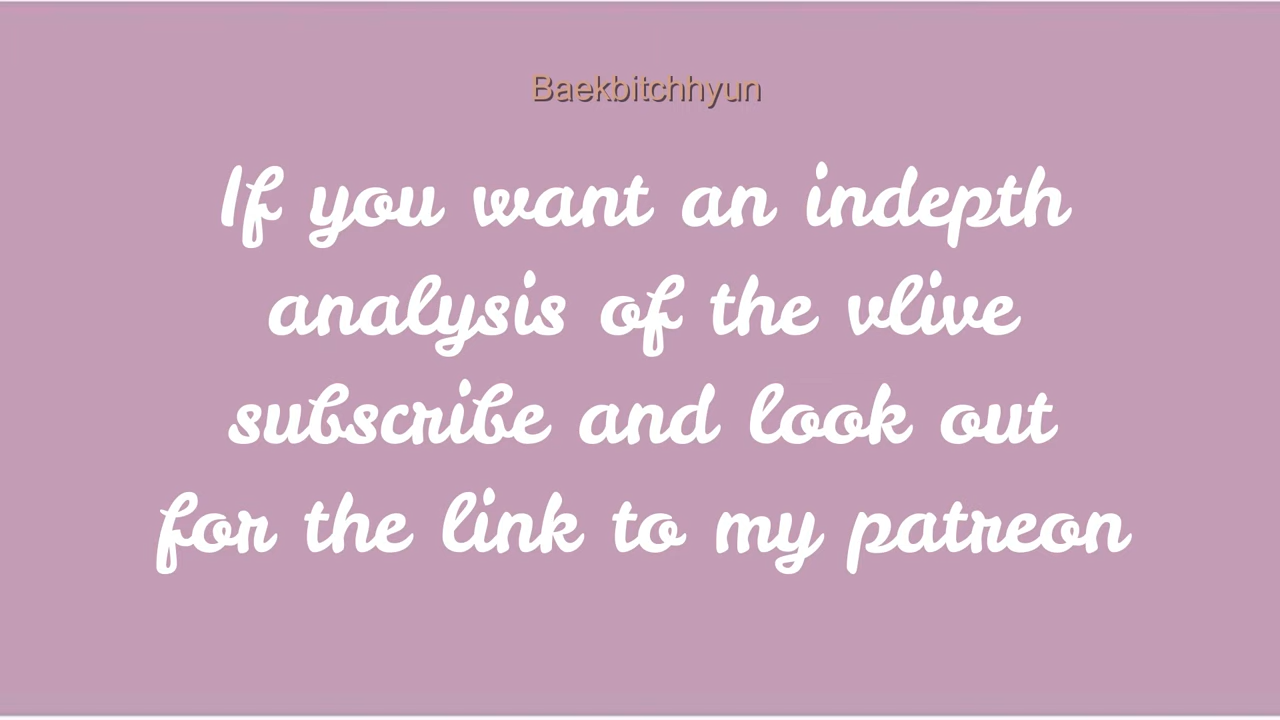 Baekbitchhyun
If you want an indepth
analysis of the vlive
subscribe and look out
for the link to my patreon